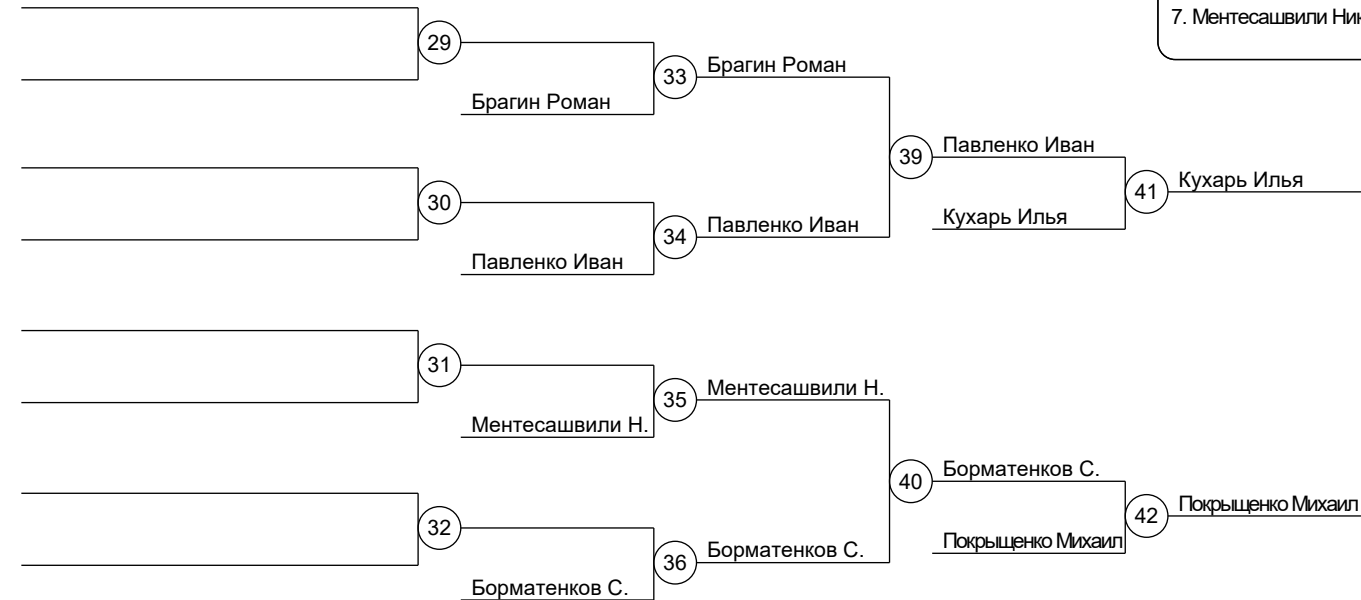 7. Ментесашвили Ник
29
33
Брагин Роман
Брагин Роман
39
Павленко Иван
41
Кухарь Илья
30
34
Павленко Иван
Кухарь Илья
Павленко Иван
31
35
Ментесашвили Н.
Ментесашвили Н.
40
Борматенков С.
42
Покрыщенко Михаил
32
36
Борматенков С.
Покрыщенко Михаил
Борматенков С.